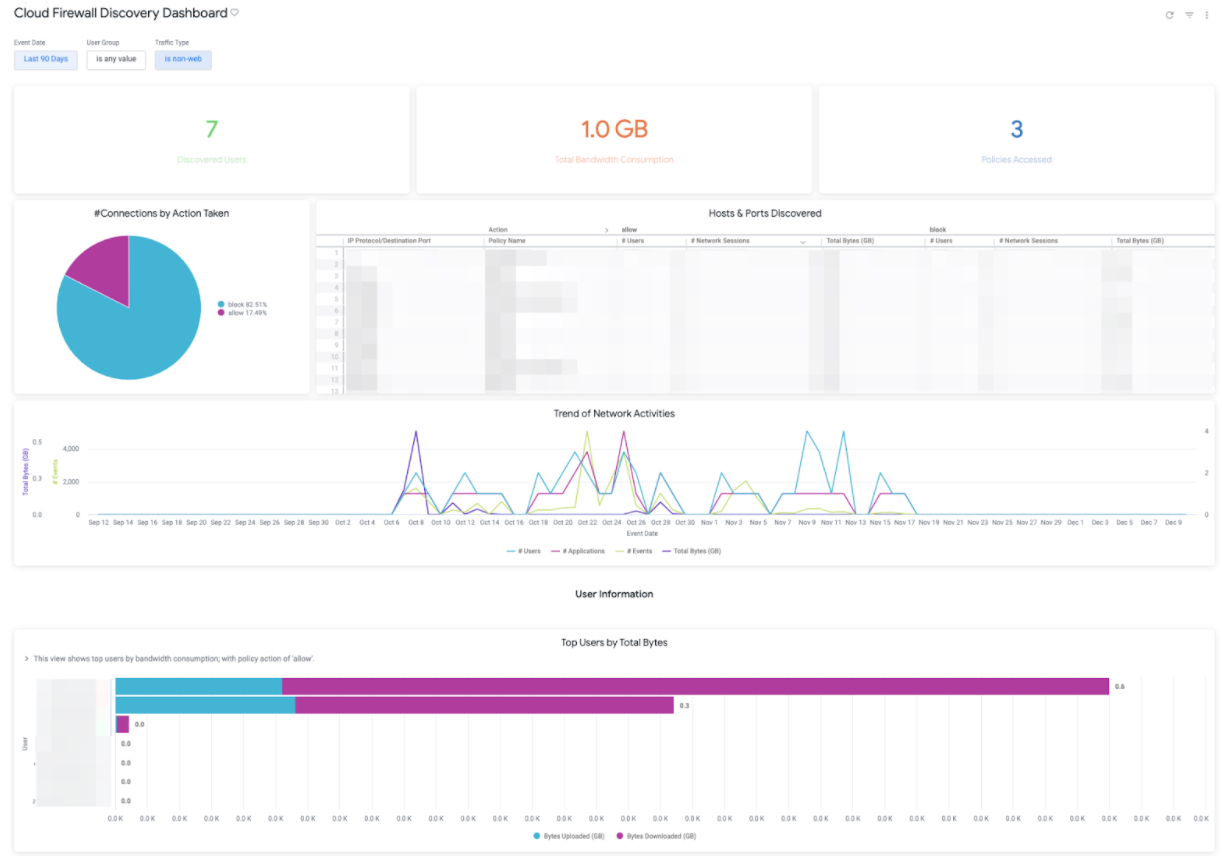 Cloud Firewall Discovery Dashboard
Event Date User Group Traffic Type
Last 90 Days is any value is non-web
7 1.0 GB 3
Discovered Users Total Bandwidth Consumption Policies Accessed
#Connections by Action Taken
block 82.51%
allow 17.49%
Hosts & Ports Discovered
Action allow block
IP Protocol/Destination Port Policy Name # Users # Network Sessions Total Bytes (GB) # Users # Network Sessions Total Bytes (GB)
1
2
3
4
5
6
7
8
9
10
11
12
13
Trend of Network Activities
Total Bytes (GB)
0.5
0.3
0.0
# Events
4,000
2,000
0
4
2
0
Sep 12 Sep 14 Sep 16 Sep 18 Sep 20 Sep 22 Sep 24 Sep 26 Sep 28 Sep 30 Oct 2 Oct 4 Oct 6 Oct 8 Oct 10 Oct 12 Oct 14 Oct 16 Oct 18 Oct 20 Oct 22 Oct 24 Oct 26 Oct 28 Oct 30 Nov 1 Nov 3 Nov 5 Nov 7 Nov 9 Nov 11 Nov 13 Nov 15 Nov 17 Nov 19 Nov 21 Nov 23 Nov 25 Nov 27 Nov 29 Dec 1 Dec 3 Dec 5 Dec 7 Dec 9
Event Date
# Users # Applications # Events Total Bytes (GB)
User Information
Top Users by Total Bytes
This view shows top users by bandwidth consumption; with policy action of 'allow'.
User
0.6
0.3
0.0
0.0
0.0
0.0
0.0
0.0 K 0.0 K 0.0 K 0.0 K 0.0 K 0.0 K 0.0 K 0.0 K 0.0 K 0.0 K 0.0 K 0.0 K 0.0 K 0.0 K 0.0 K 0.0 K 0.0 K 0.0 K 0.0 K 0.0 K 0.0 K 0.0 K 0.0 K 0.0 K 0.0 K 0.0 K 0.0 K 0.0 K 0.0 K 0.0 K 0.0 K 0.0 K 0.0 K 0.0 K 0.0 K
Bytes Uploaded (GB) Bytes Downloaded (GB)